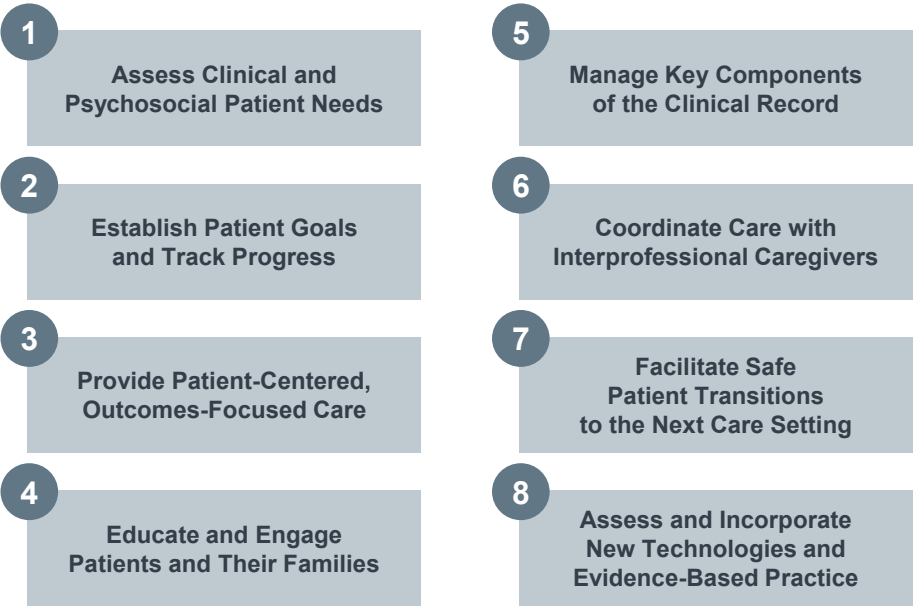 1
Assess Clinical and
Psychosocial Patient Needs
2
Establish Patient Goals
and Track Progress
3
Provide Patient-Centered,
Outcomes-Focused Care
4
Educate and Engage
Patients and Their Families
5
Manage Key Components
of the Clinical Record
6
Coordinate Care with
Interprofessional Caregivers
7
Facilitate Safe
Patient Transitions
to the Next Care Setting
8
Assess and Incorporate
New Technologies and
Evidence-Based Practice